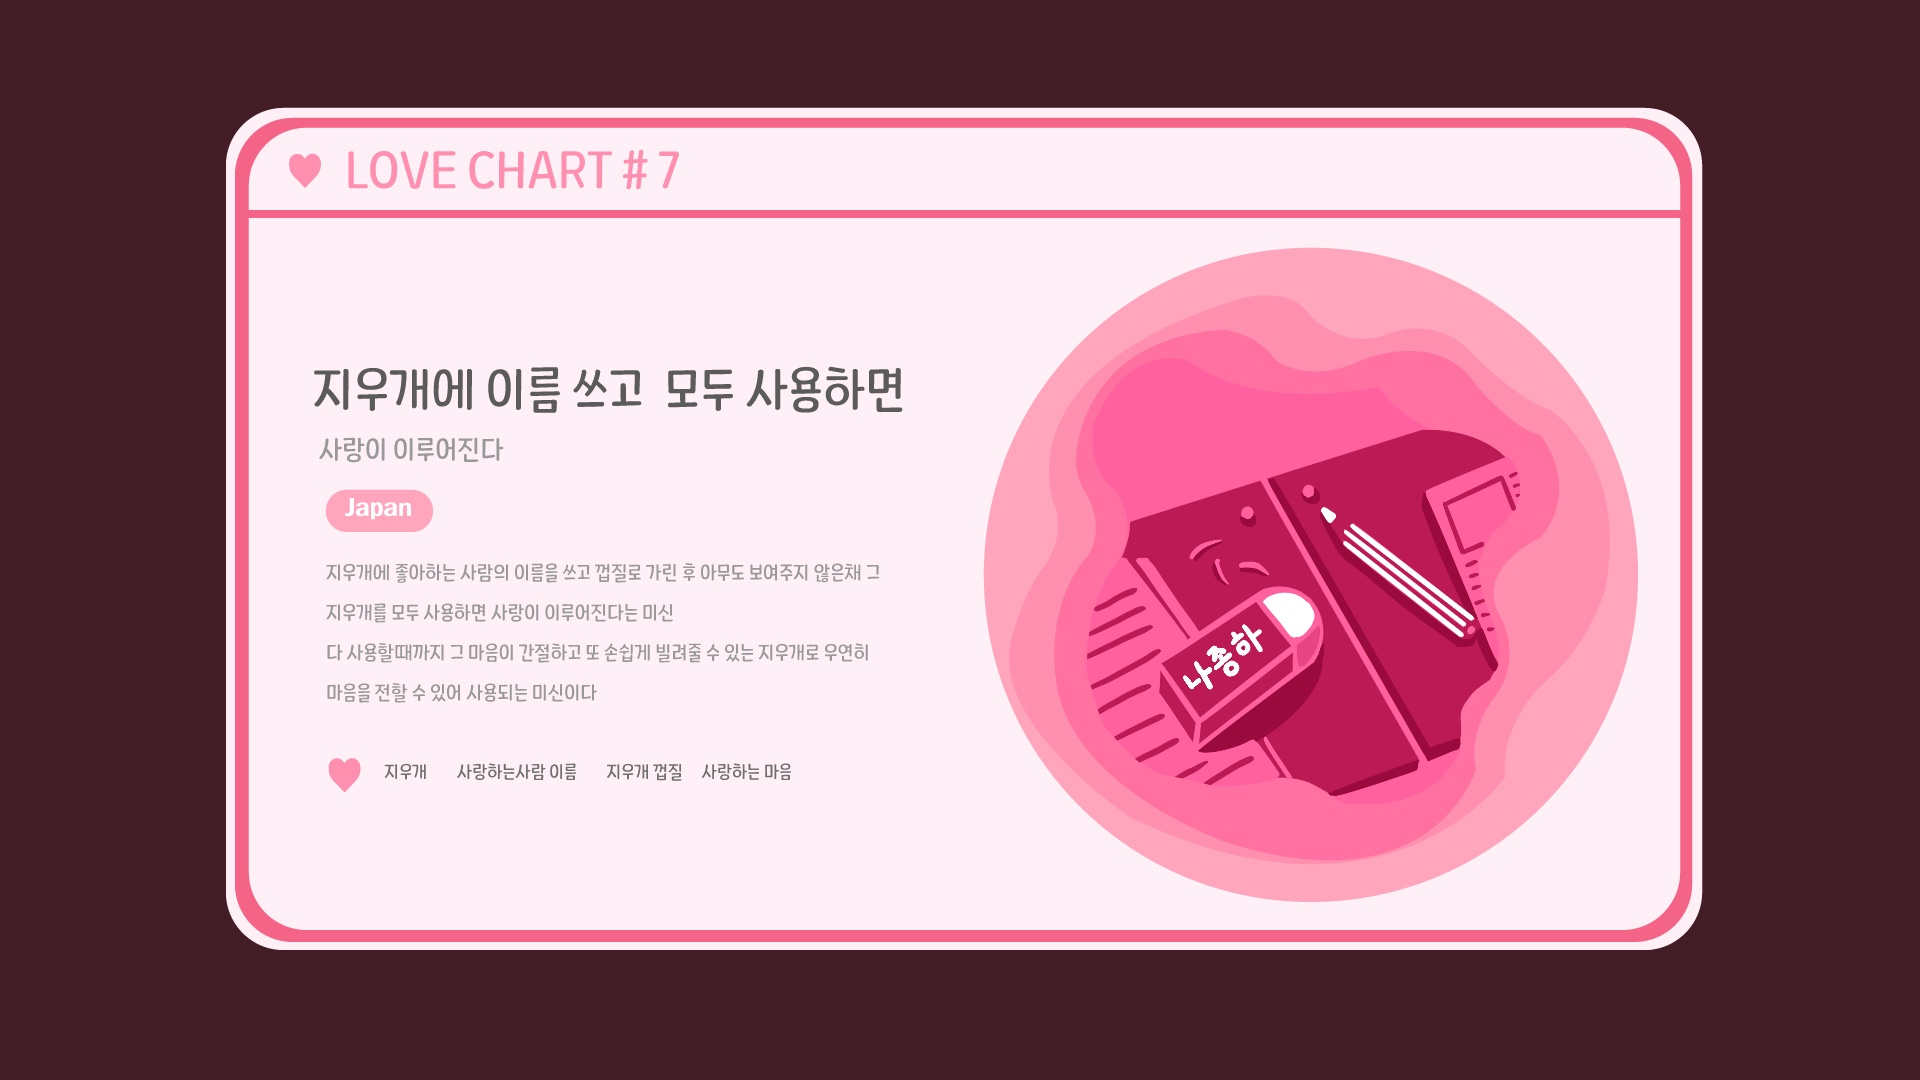 LOVE CHART # 7
지우개에 이름 쓰고 모두 사용하면
사랑이 이루어진다
Japan
지우개에 좋아하는 사람의 이름을 쓰고 껍질로 가린 후 아무도 보여주지 않은채 그
지우개를 모두 사용하면 사랑이 이루어진다는 미신
다 사용할때까지 그 마음이 간절하고 또 손쉽게 빌려줄 수 있는 지우개로 우연히
마음을 전할 수 있어 사용되는 미신이다
지우개 사랑하는사람 이름 지우개 껍질 사랑하는 마음
나종하